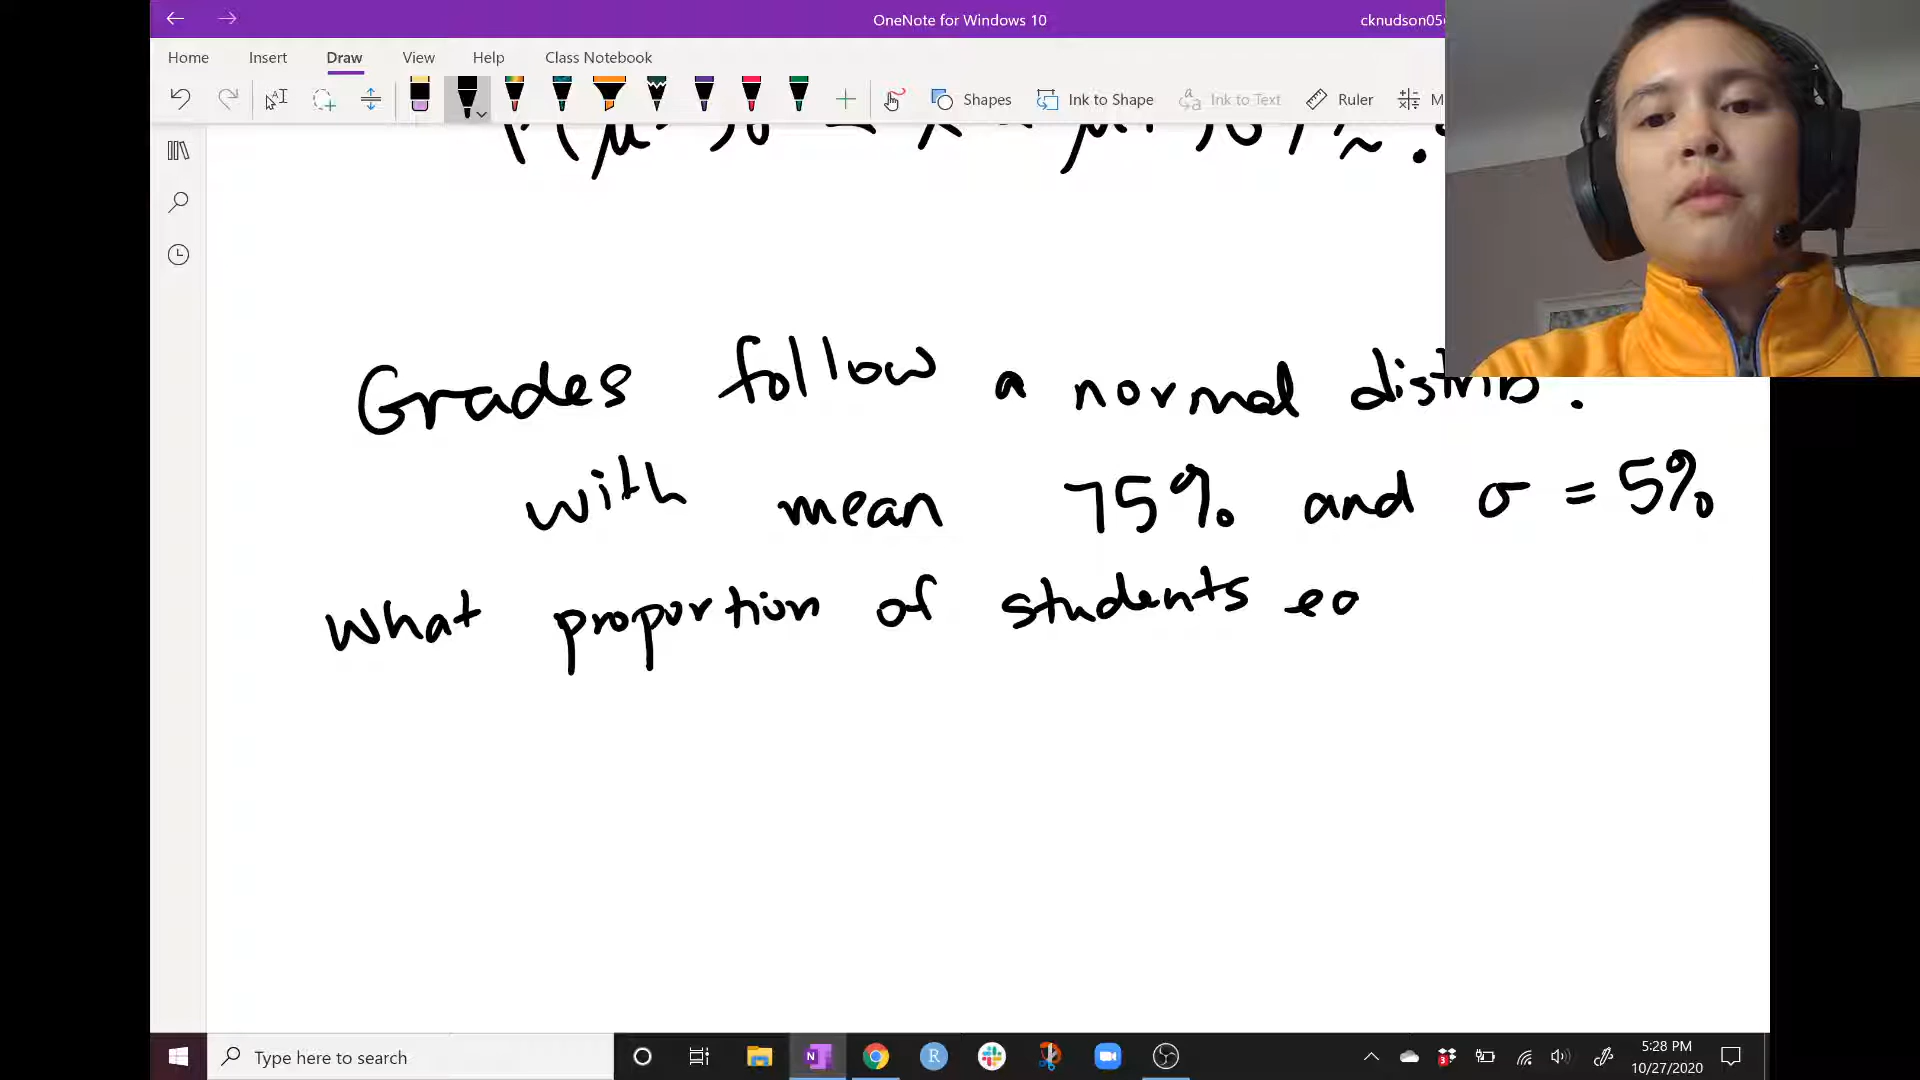 OneNote for Windows 10
cknudson05
Home Insert Draw View Help Class Notebook
Shapes Ink to Shape Ink to Text Ruler M
Grades follow a normal distrib.
with mean 75% and σ = 5%
What proportion of students ea
Type here to search
5:28 PM
10/27/2020